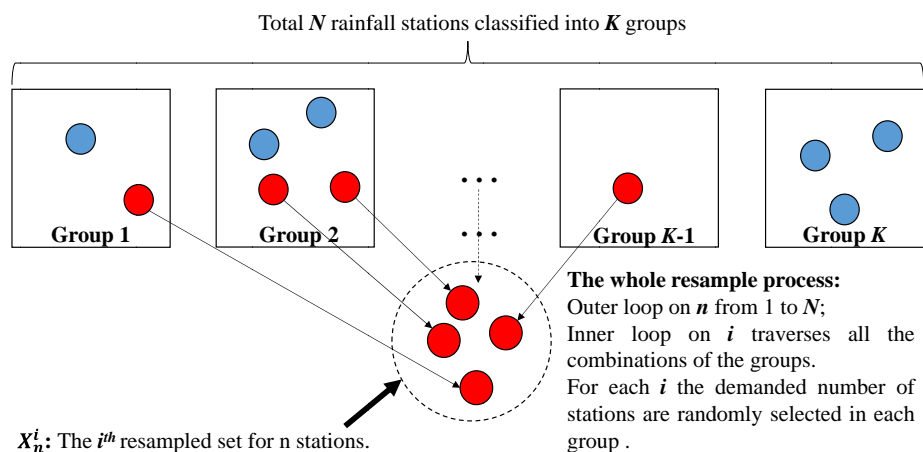 Total N rainfall stations classified into K groups
Group 1
Group 2
...
...
Group K-1
Group K
The whole resample process:
Outer loop on n from 1 to N;
Inner loop on i traverses all the
combinations of the groups.
For each i the demanded number of
stations are randomly selected in each
group .
X_n^i: The i^th resampled set for n stations.